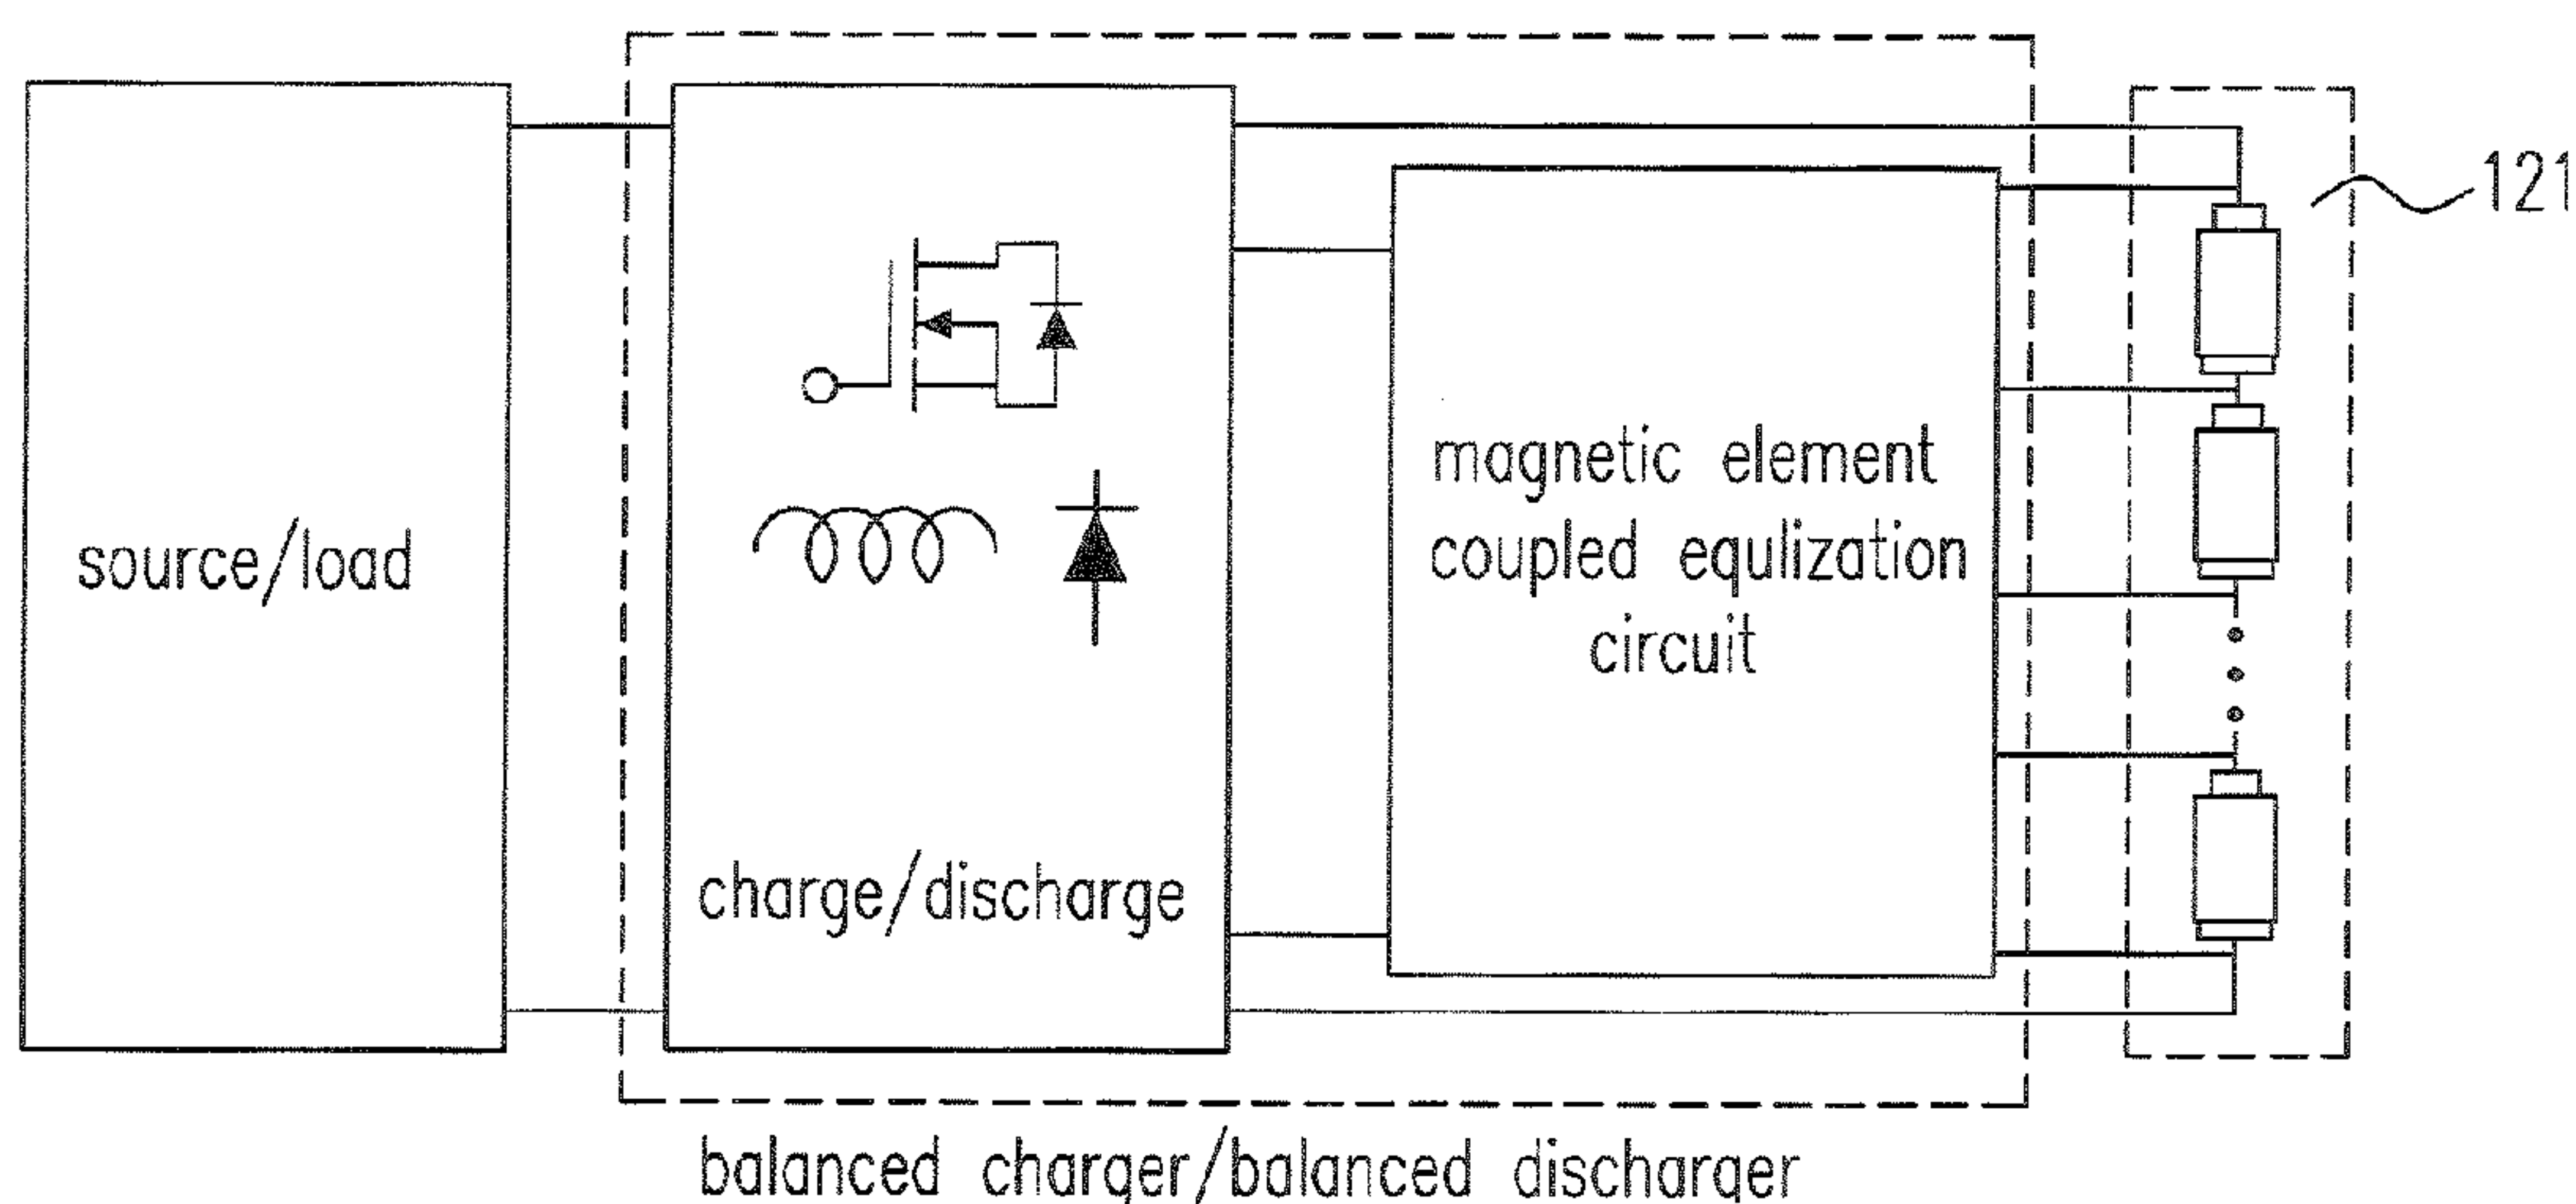 121
source/load
magnetic element
coupled equlization
circuit
charge/discharge
balanced charger/balanced discharger